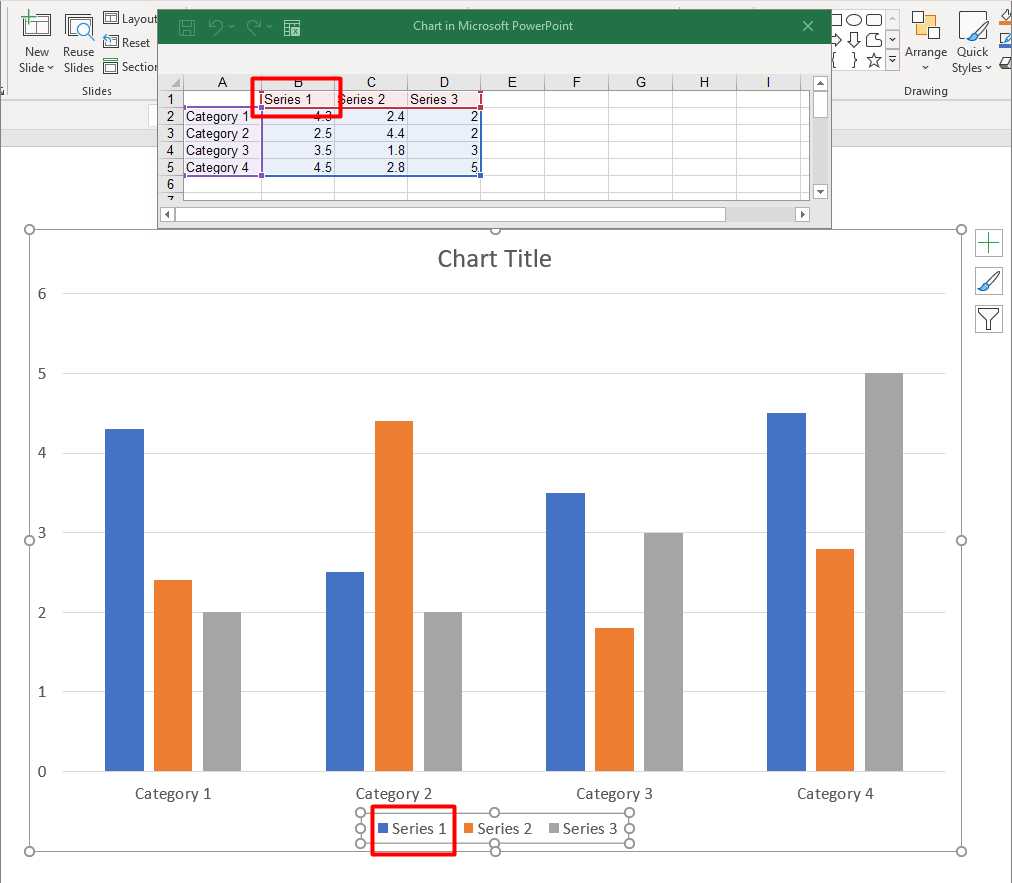 Chart in Microsoft PowerPoint
New
Slide
Reuse
Slides
Layou
Reset
Section
Slides
Arrange
Quick
Styles
Drawing
A B C D E F G H I
1 Series 1 Series 2 Series 3
2 Category 1 4.3 2.4 2
3 Category 2 2.5 4.4 2
4 Category 3 3.5 1.8 3
5 Category 4 4.5 2.8 5
6
7
Chart Title
6
5
4
3
2
1
0
Category 1 Category 2 Category 3 Category 4
Series 1 Series 2 Series 3